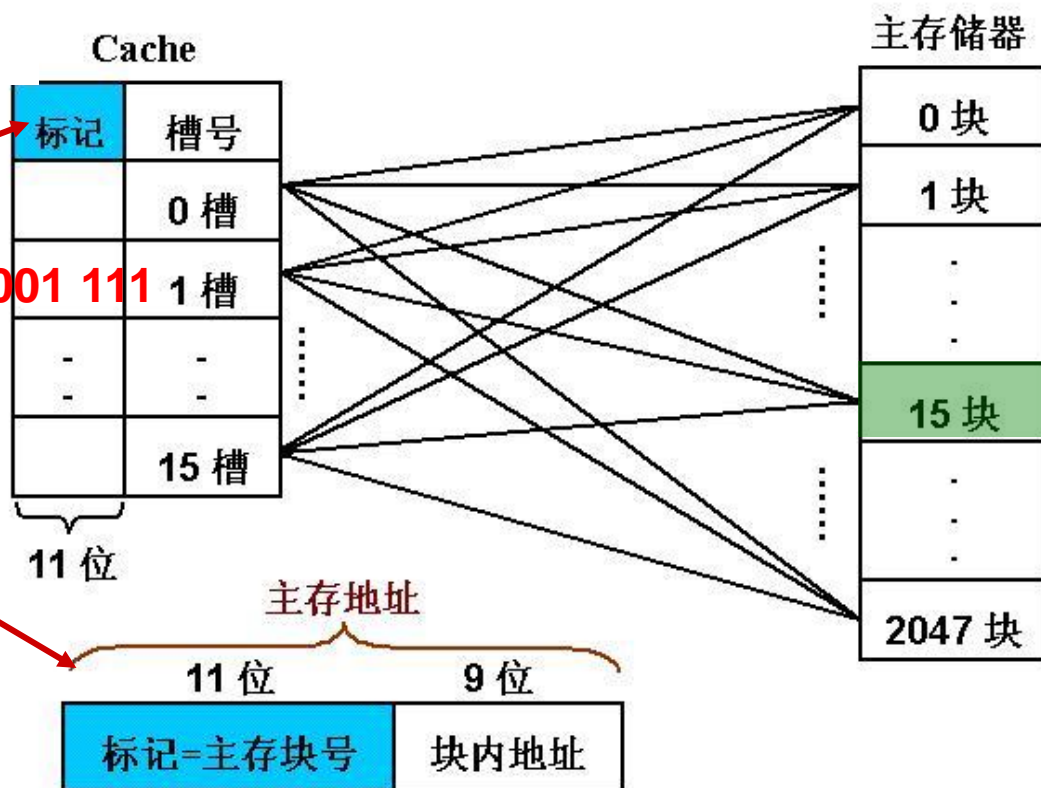 Cache
主存储器
标记 槽号
0 槽
001 111 1 槽
- -
- -
15 槽
11 位
0 块
1 块
15 块
2047 块
主存地址
11 位 9 位
标记=主存块号 块内地址